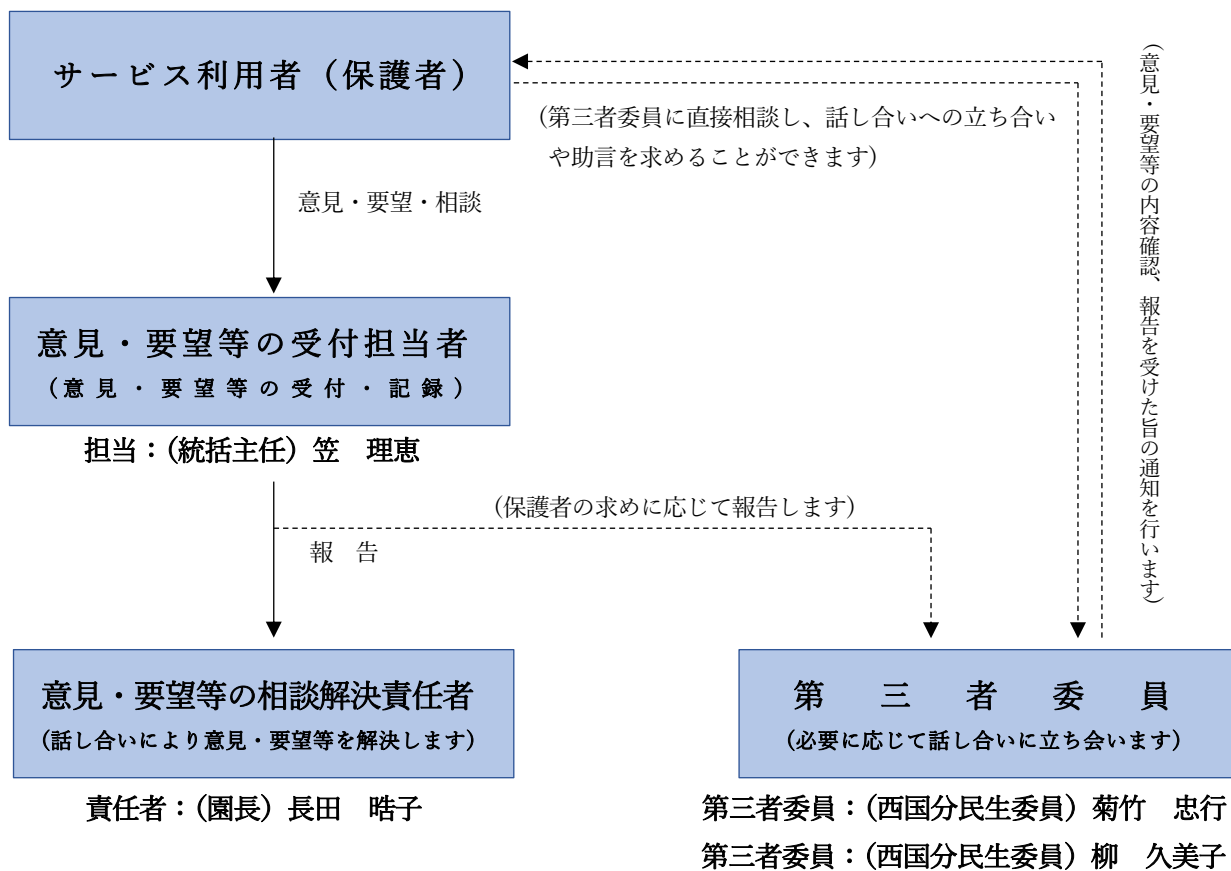 サービス利用者（保護者）
（第三者委員に直接相談し、話し合いへの立ち合い
や助言を求めることができます）
（意見・要望等の内容確認、報告を受けた旨の通知を行います）
意見・要望・相談
意見・要望等の受付担当者
（意見・要望等の受付・記録）
担当：（統括主任）笠　理恵
（保護者の求めに応じて報告します）
報　告
意見・要望等の相談解決責任者
（話し合いにより意見・要望等を解決します）
責任者：（園長）長田　晧子
第　三　者　委　員
（必要に応じて話し合いに立ち会います）
第三者委員：（西国分民生委員）菊竹　忠行
第三者委員：（西国分民生委員）柳　久美子